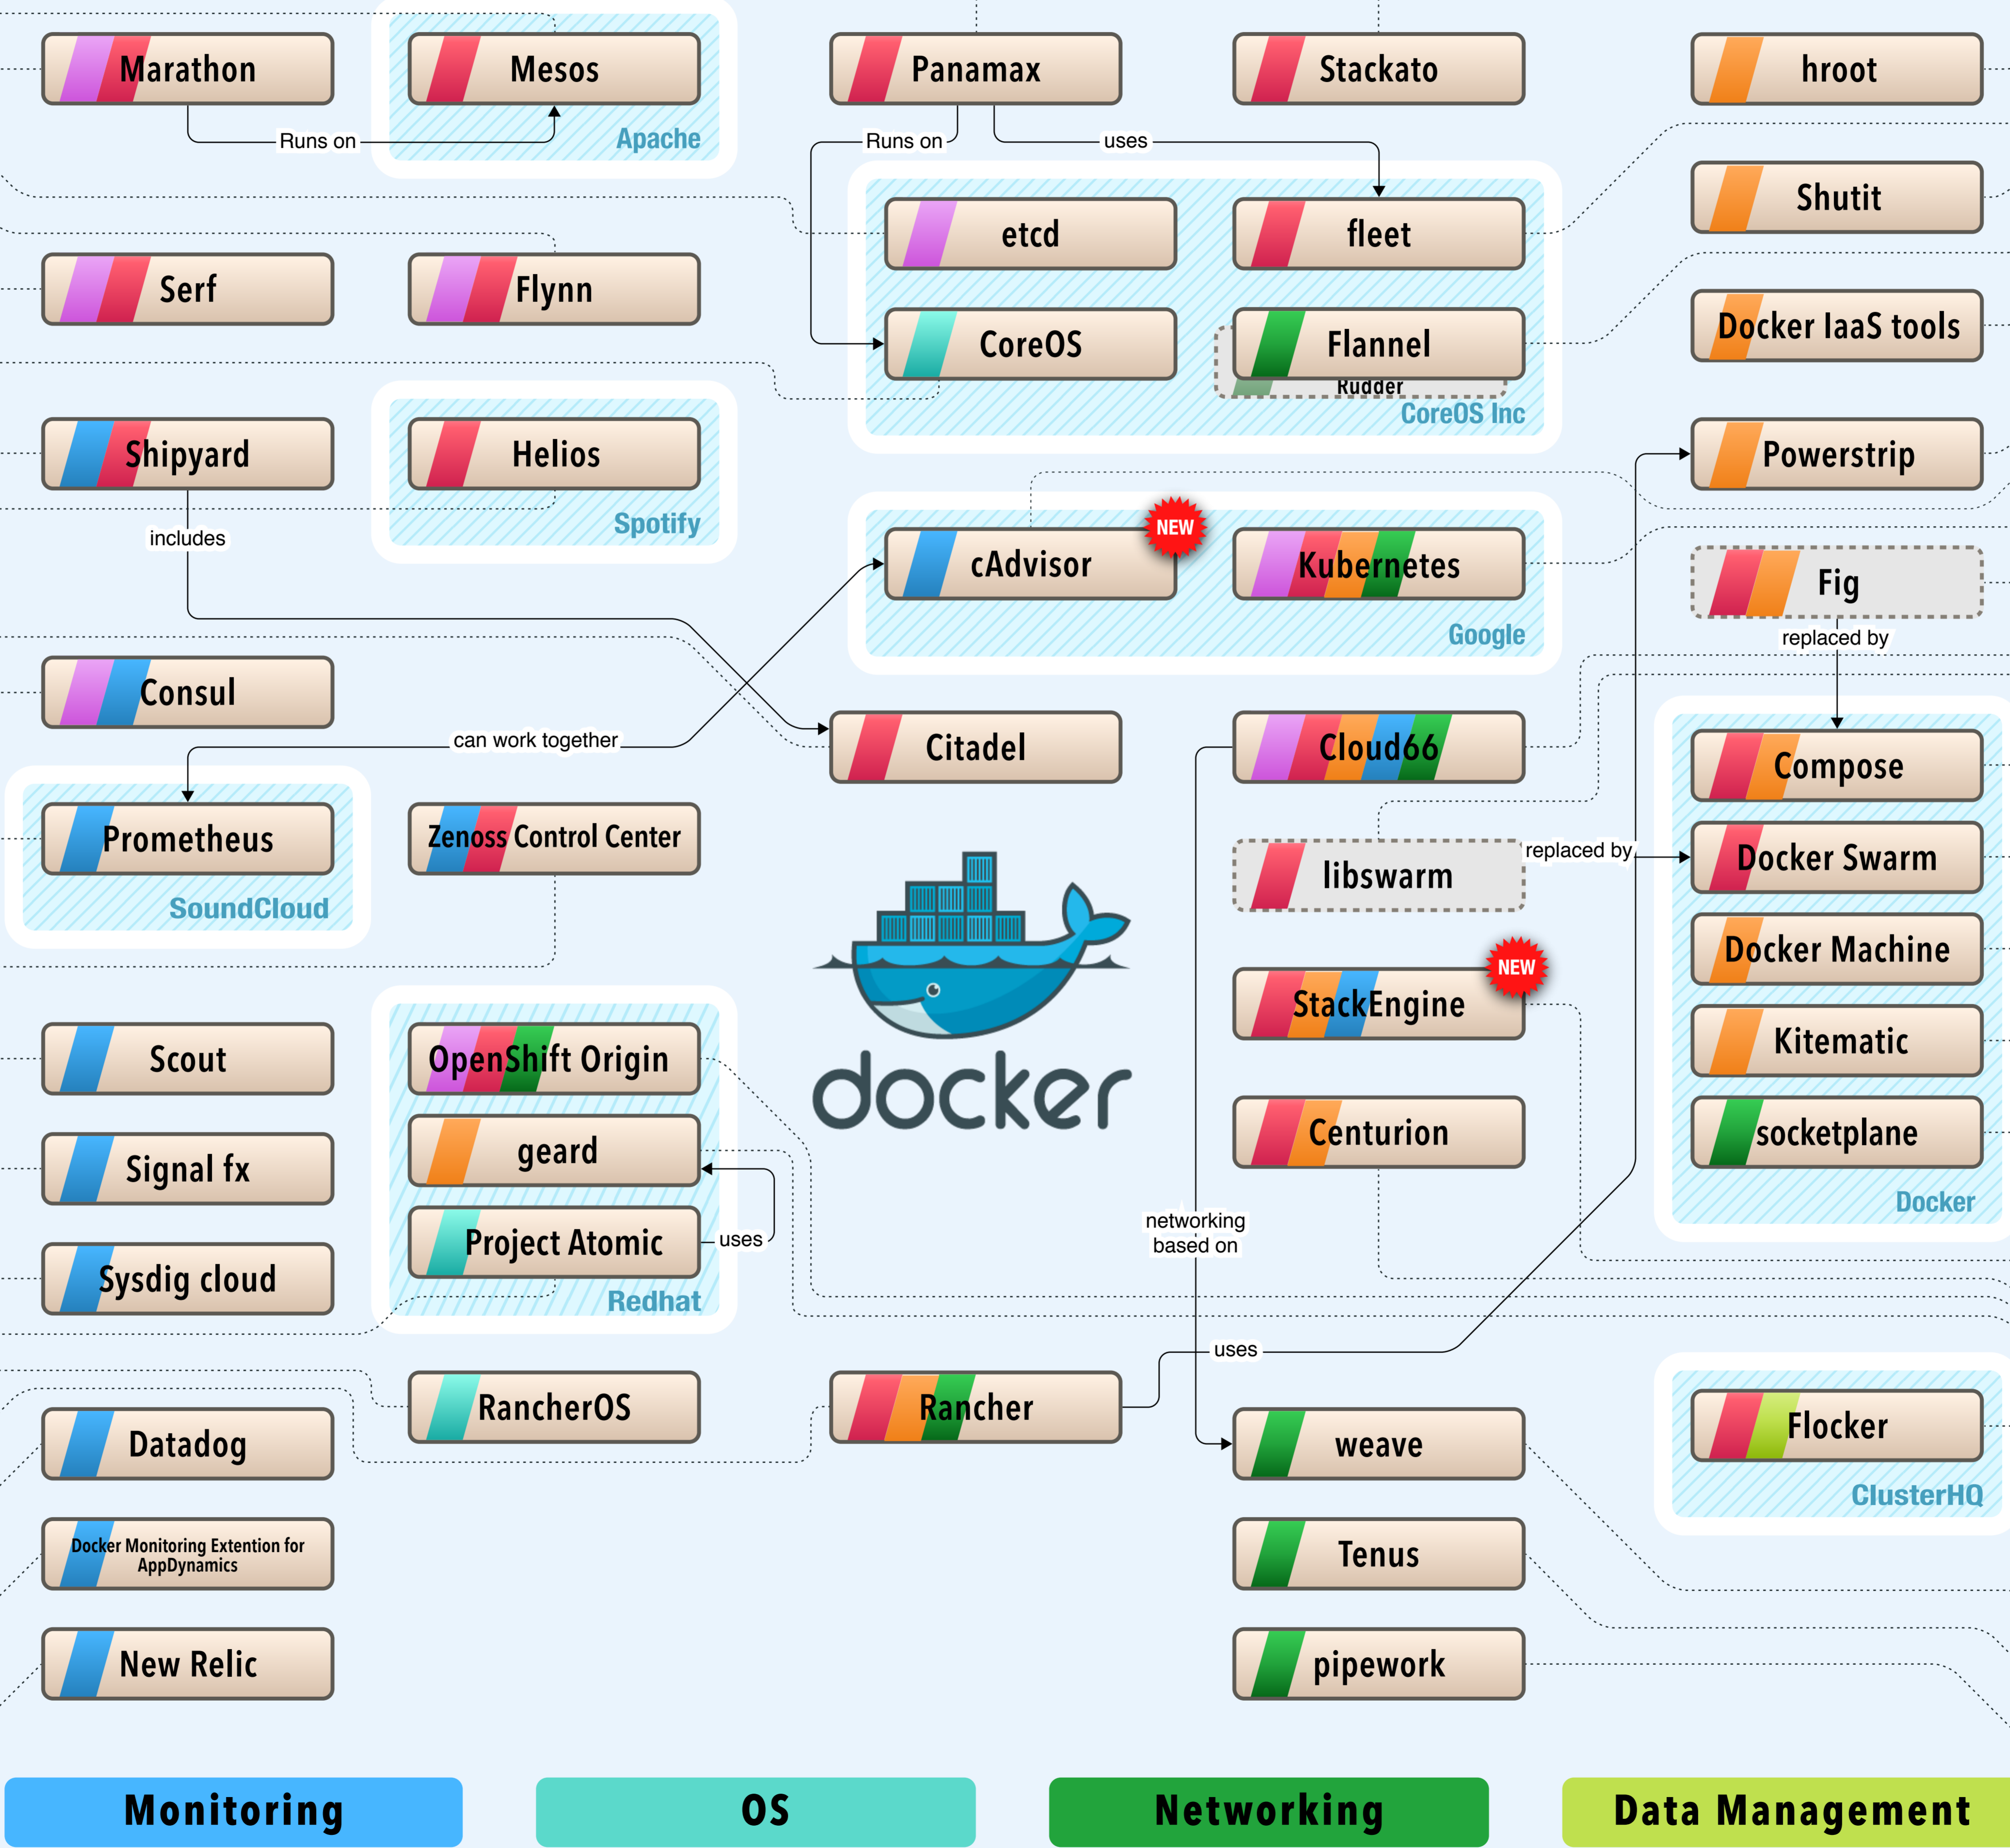 Marathon
Mesos
Panamax
Stackato
hroot
Runs on
Apache
Runs on
uses
Shutit
etcd
fleet
Serf
Flynn
Docker IaaS tools
CoreOS
Flannel
Rudder
CoreOS Inc
Shipyard
Helios
Powerstrip
Spotify
includes
NEW
cAdvisor
Kubernetes
Fig
Google
replaced by
Consul
can work together
Citadel
Cloud66
Compose
Prometheus
Zenoss Control Center
SoundCloud
libswarm
replaced by
Docker Swarm
Docker Machine
NEW
StackEngine
docker
Scout
OpenShift Origin
Kitematic
geard
Centurion
socketplane
Signal fx
Docker
Project Atomic
uses
networking
based on
Sysdig cloud
Redhat
uses
RancherOS
Rancher
Datadog
weave
Flocker
ClusterHQ
Docker Monitoring Extention for
AppDynamics
Tenus
New Relic
pipework
Monitoring
OS
Networking
Data Management